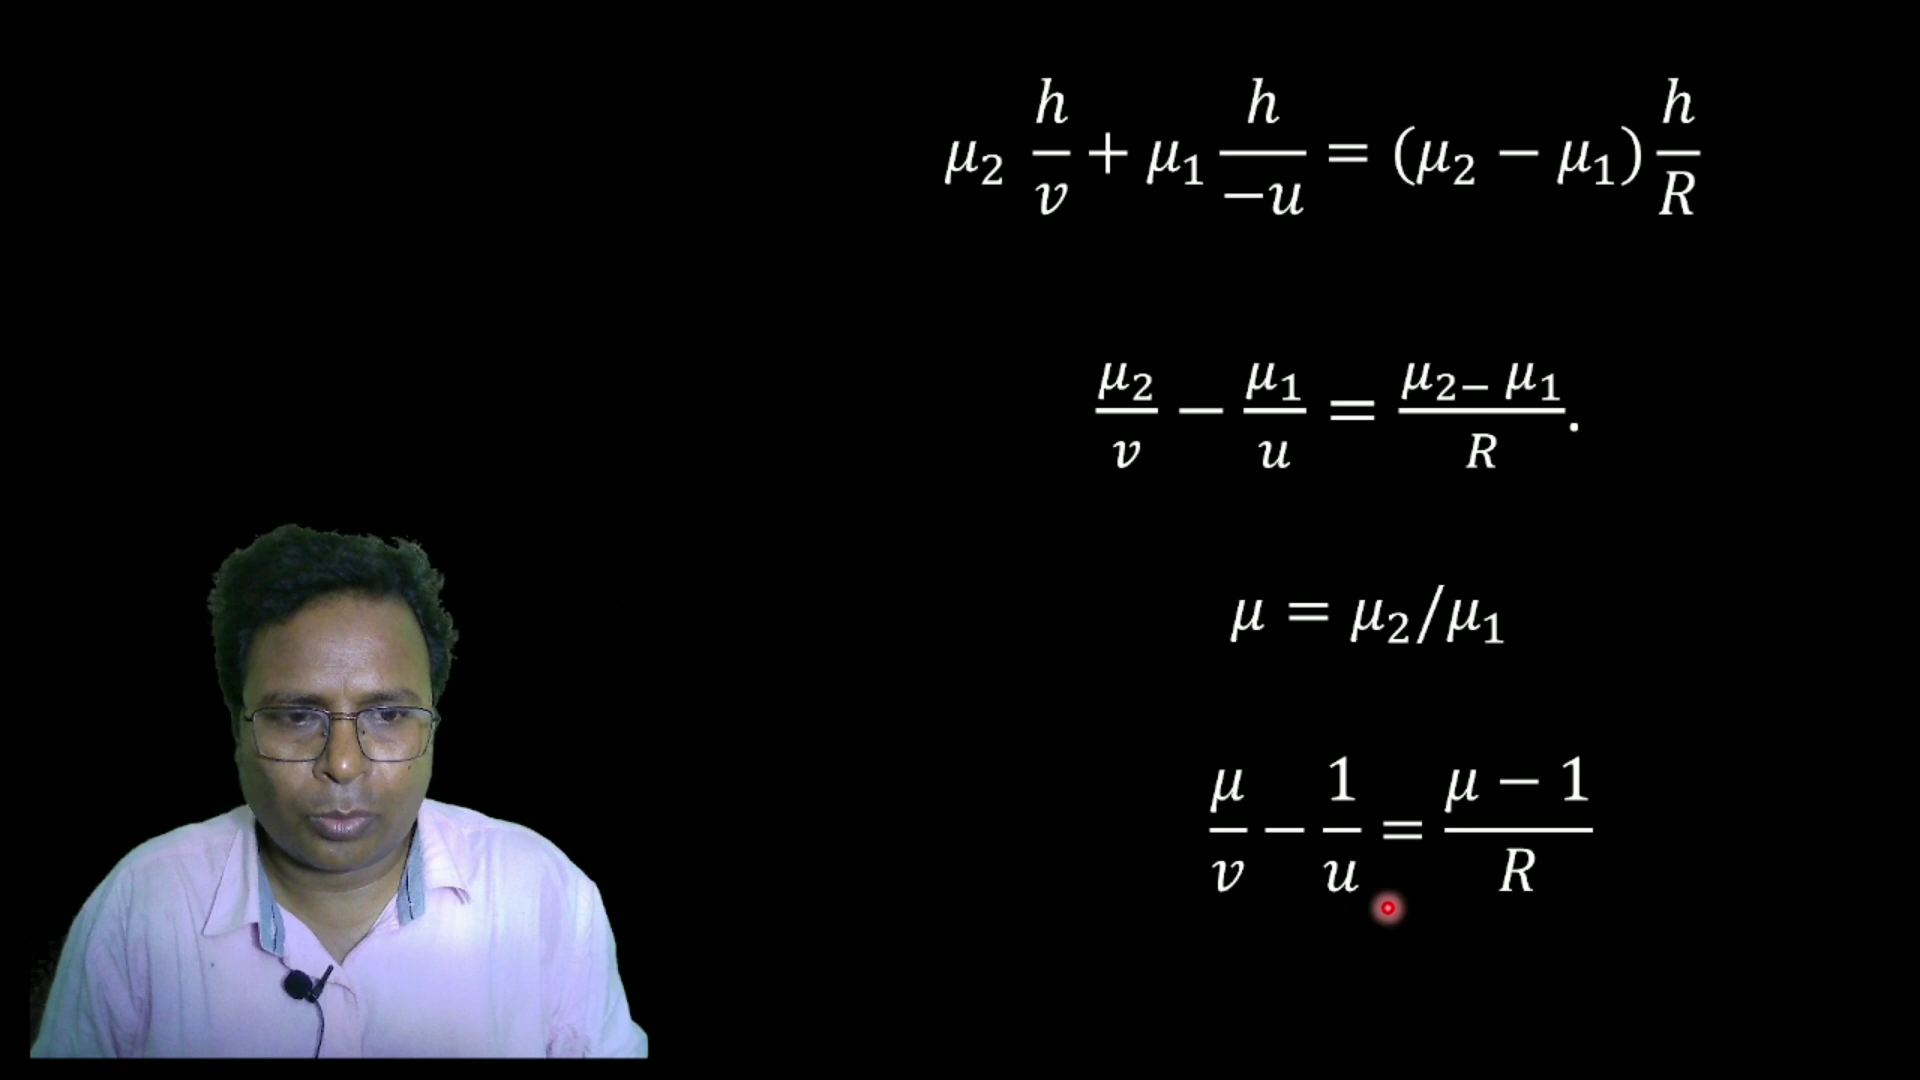 μ₂ h/v + μ₁ h/−u = (μ₂ − μ₁) h/R
μ₂/v − μ₁/u = μ₂₋ μ₁/R.
μ = μ₂/μ₁
μ/v − 1/u = μ − 1/R